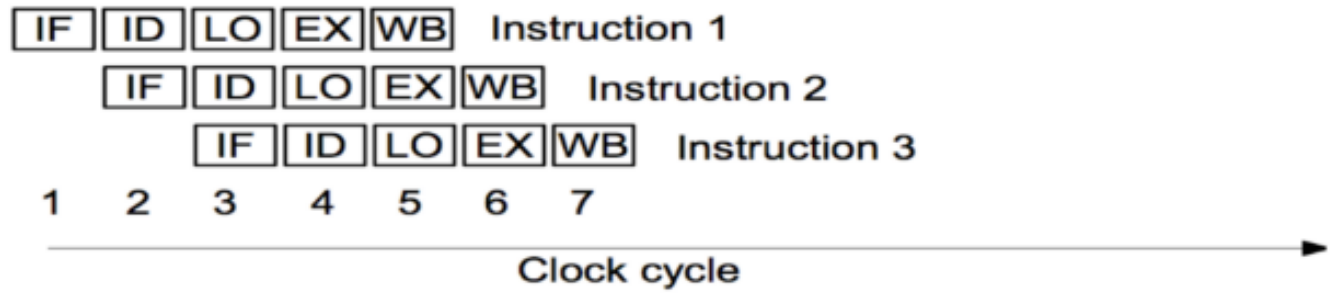 IF ID LO EX WB Instruction 1
IF ID LO EX WB Instruction 2
IF ID LO EX WB Instruction 3
1 2 3 4 5 6 7
Clock cycle